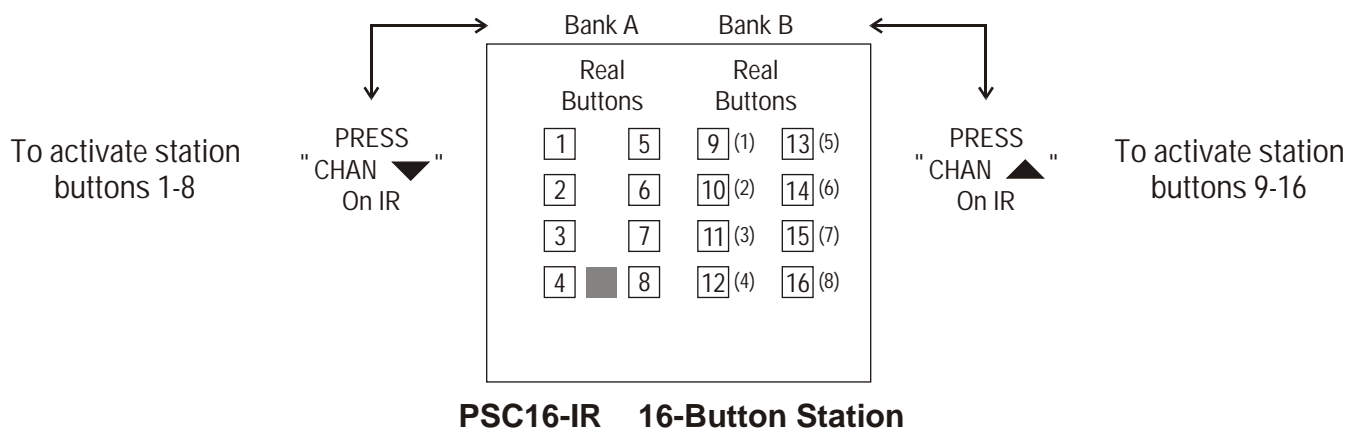 Bank A Bank B
Real Real
Buttons Buttons
To activate station
buttons 1-8
PRESS
" CHAN ▼ "
On IR
1 5 9 (1) 13 (5)
2 6 10 (2) 14 (6)
3 7 11 (3) 15 (7)
4 8 12 (4) 16 (8)
PRESS
" CHAN ▲ "
On IR
To activate station
buttons 9-16
PSC16-IR 16-Button Station